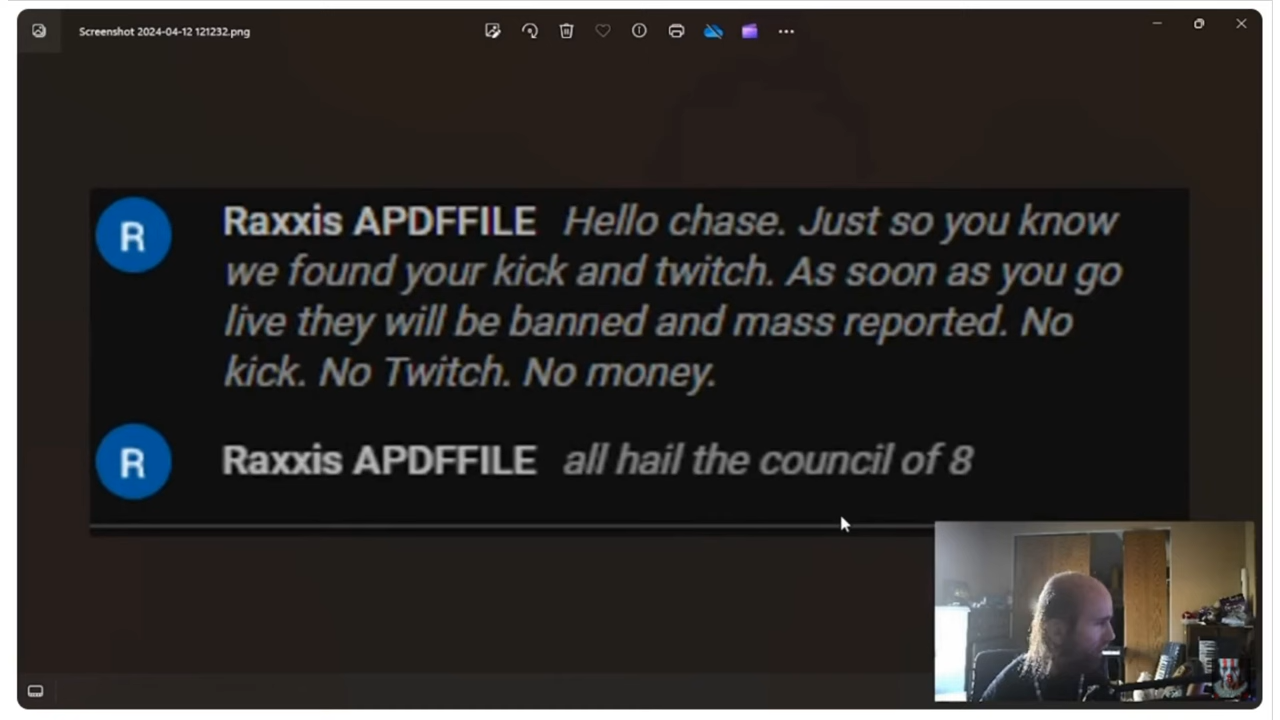 Screenshot 2024-04-12 121232.png
R
Raxxis APDFFILE Hello chase. Just so you know
we found your kick and twitch. As soon as you go
live they will be banned and mass reported. No
kick. No Twitch. No money.
R
Raxxis APDFFILE all hail the council of 8